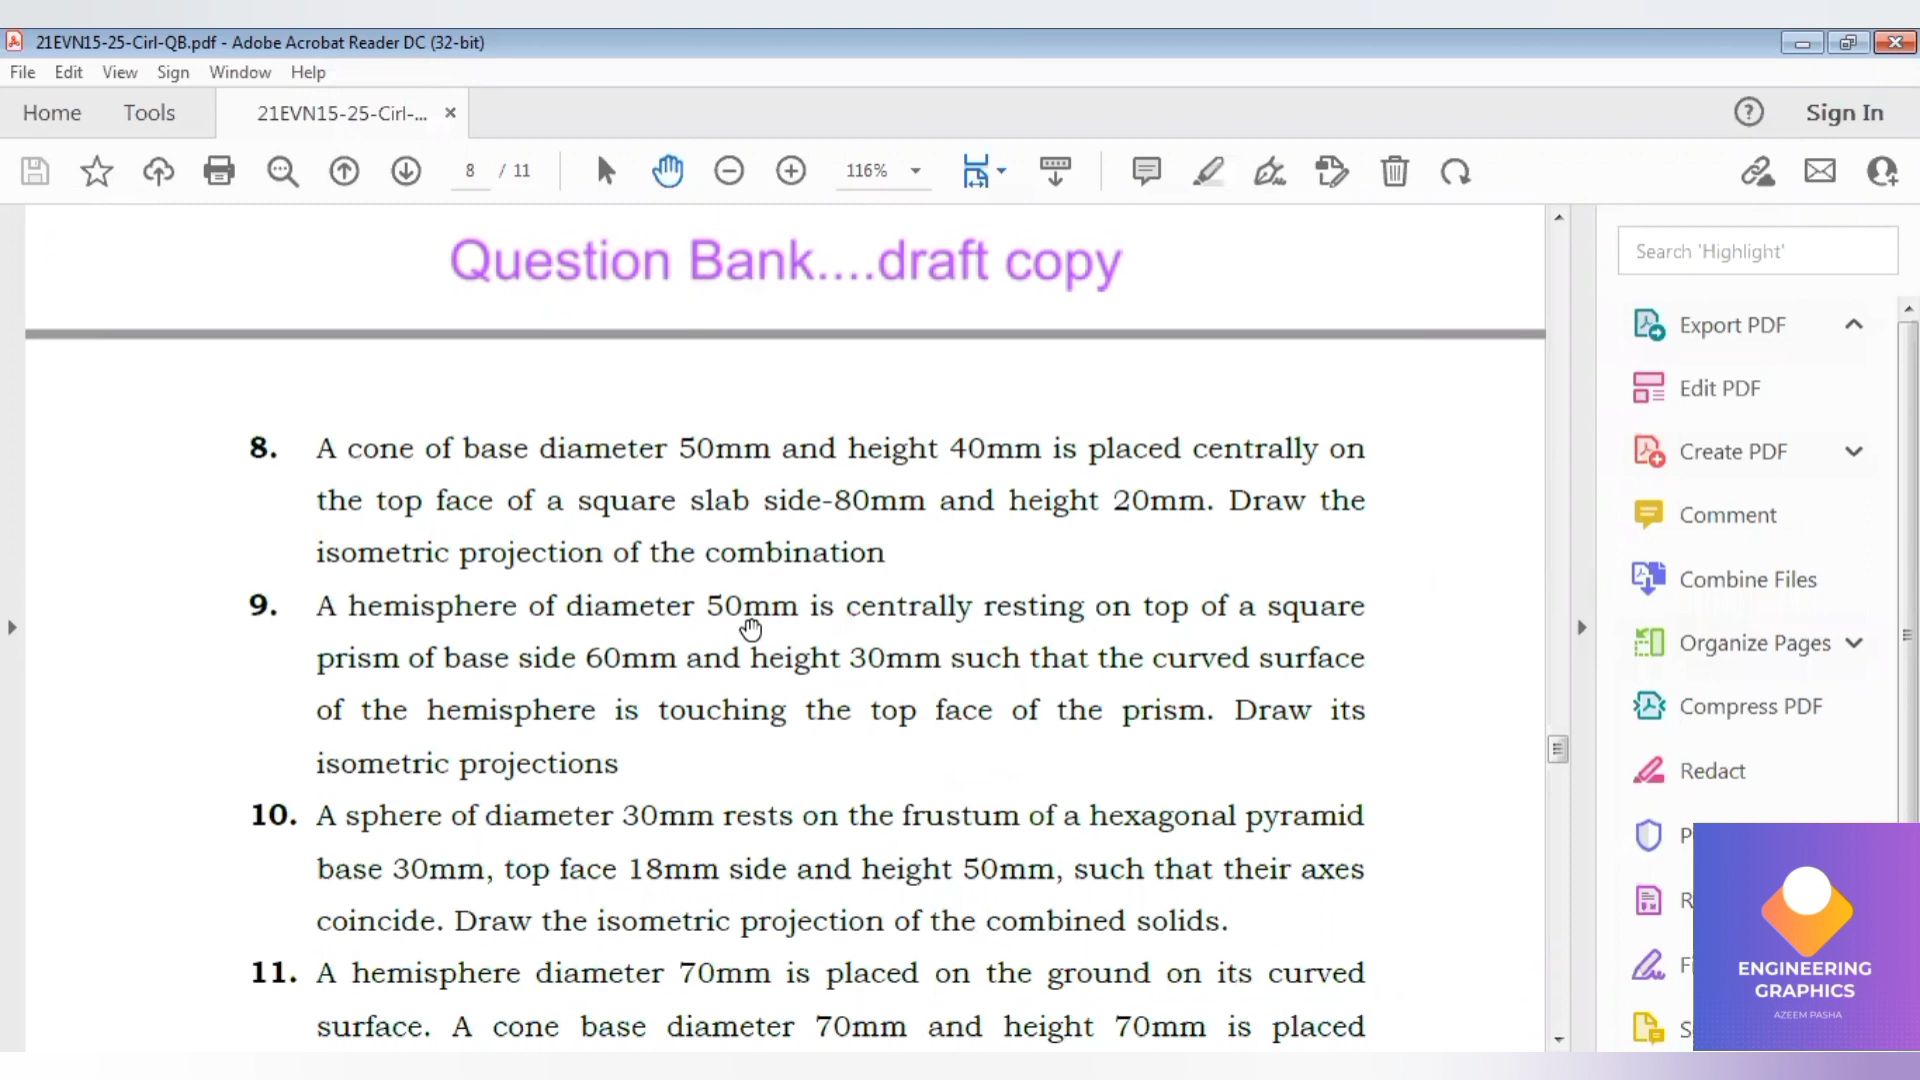 21EVN15-25-Cirl-QB.pdf - Adobe Acrobat Reader DC (32-bit)
File Edit View Sign Window Help
Home Tools 21EVN15-25-Cirl-... × Sign In
8 / 11 116%
Question Bank....draft copy
Search 'Highlight'
Export PDF
Edit PDF
Create PDF
Comment
Combine Files
Organize Pages
Compress PDF
Redact
8. A cone of base diameter 50mm and height 40mm is placed centrally on
the top face of a square slab side-80mm and height 20mm. Draw the
isometric projection of the combination
9. A hemisphere of diameter 50mm is centrally resting on top of a square
prism of base side 60mm and height 30mm such that the curved surface
of the hemisphere is touching the top face of the prism. Draw its
isometric projections
10. A sphere of diameter 30mm rests on the frustum of a hexagonal pyramid
base 30mm, top face 18mm side and height 50mm, such that their axes
coincide. Draw the isometric projection of the combined solids.
11. A hemisphere diameter 70mm is placed on the ground on its curved
surface. A cone base diameter 70mm and height 70mm is placed
ENGINEERING
GRAPHICS
AZEEM PASHA